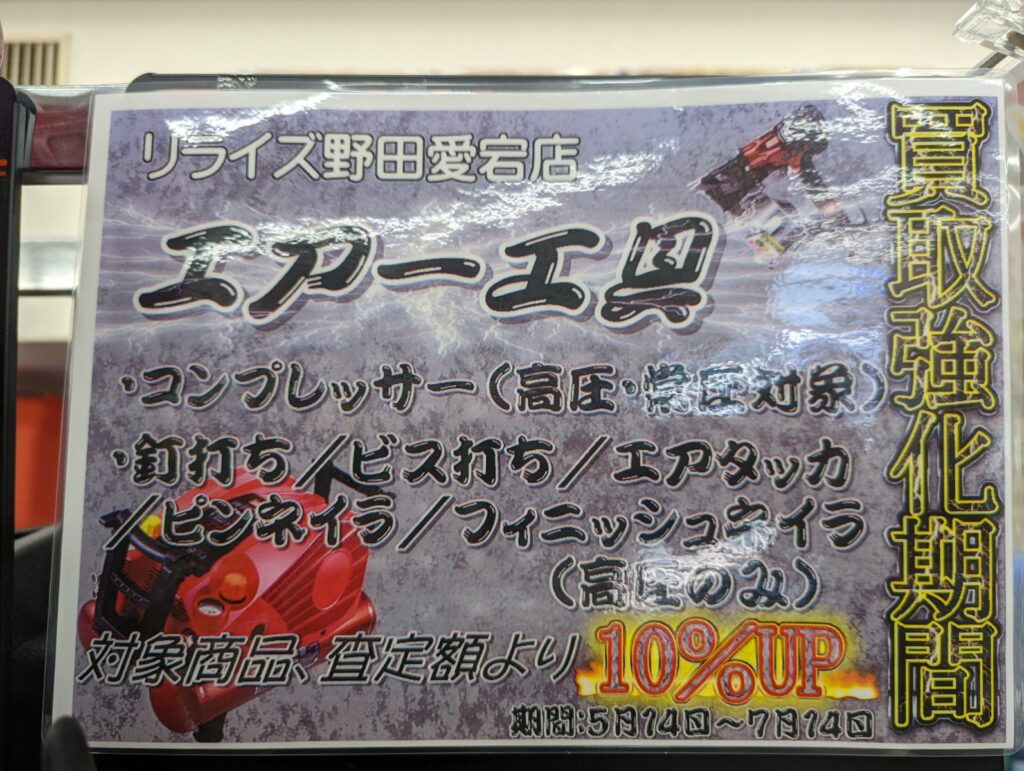 買取強化期間
リライズ野田愛宕店
エアー工具
・コンプレッサー(高圧・常圧対象)
・釘打ち/ビス打ち/エアタッカ
/ピンネイラ/フィニッシュネイラ
(高圧のみ)
対象商品、査定額より 10%UP
期間:5月14日~7月14日